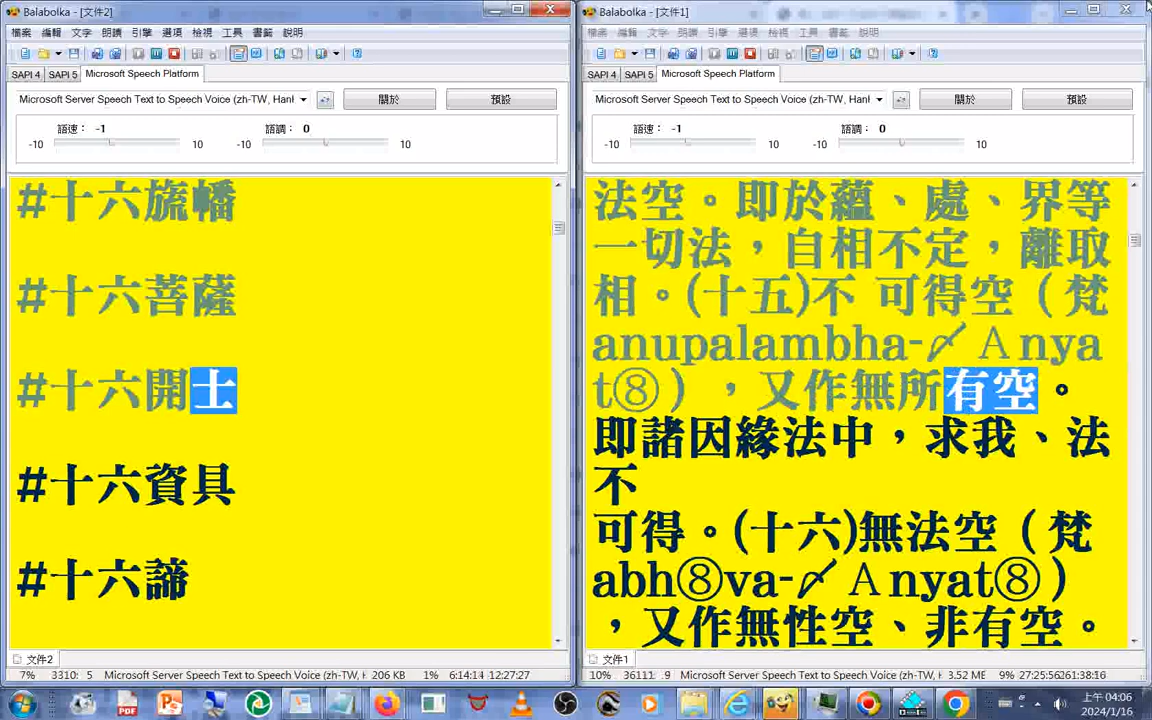 Balabolka - [文件2]
檔案 編輯 文字 朗讀 引擎 選項 檢視 工具 書籤 說明
SAPI 4 SAPI 5 Microsoft Speech Platform
Microsoft Server Speech Text to Speech Voice (zh-TW, Hanl
關於 預設
語速： -1 語調： 0
-10 10 -10 10
#十六旒幡
#十六菩薩
#十六開士
#十六資具
#十六諦
文件2
7% 3310: 5 Microsoft Server Speech Text to Speech Voice (zh-TW, H 206 KB 1% 6:14:14 12:27:27
Balabolka - [文件1]
檔案 編輯 文字 朗讀 引擎 選項 檢視 工具 書籤 說明
SAPI 4 SAPI 5 Microsoft Speech Platform
Microsoft Server Speech Text to Speech Voice (zh-TW, Hanl
關於 預設
語速： -1 語調： 0
-10 10 -10 10
法空。即於蘊、處、界等
一切法，自相不定，離取
相。(十五)不 可得空（梵
anupalambha-〆Ａnya
t⑧），又作無所有空。
即諸因緣法中，求我、法
不
可得。(十六)無法空（梵
abh⑧va-〆Ａnyat⑧）
，又作無性空、非有空。
文件1
10% 36111: .9 Microsoft Server Speech Text to Speech Voice (zh-TW, H 3.52 ME 9% 27:25:56261:38:16
上午 04:06
2024/1/16